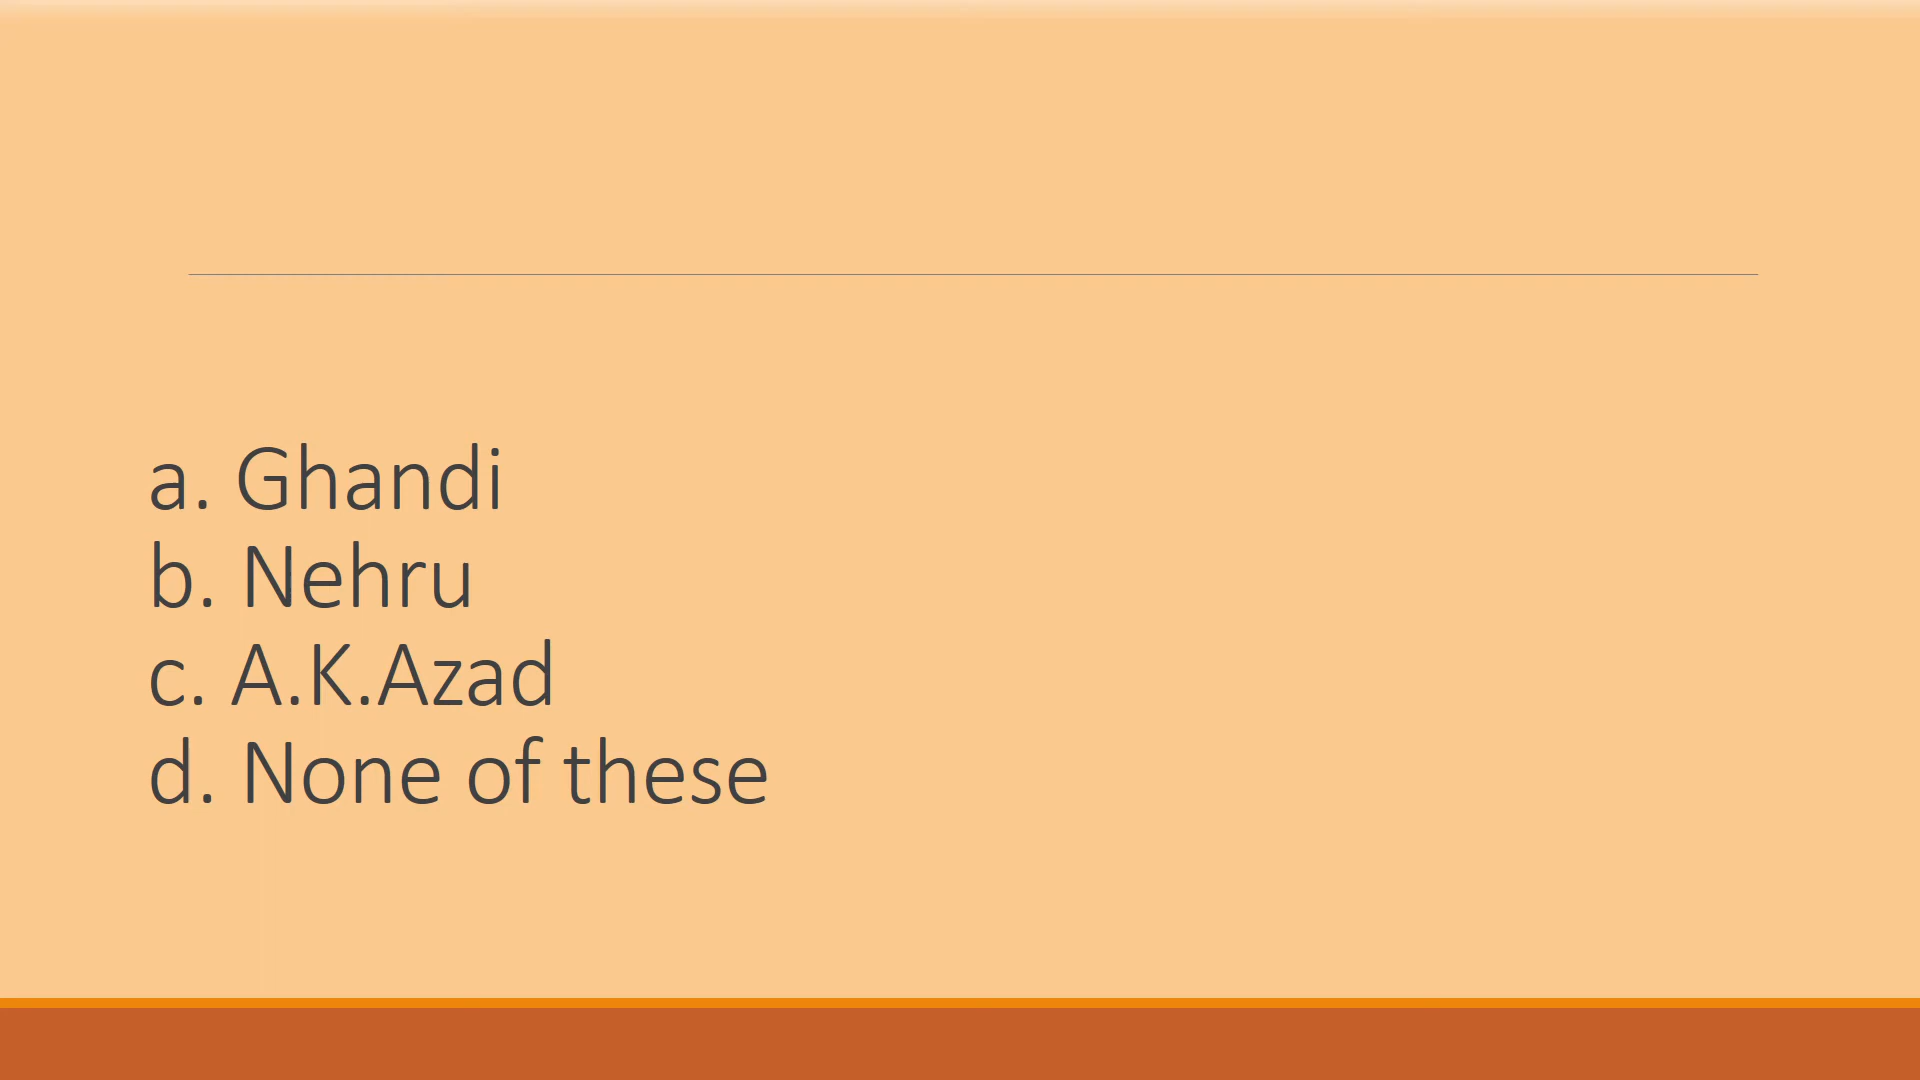 a. Ghandi
b. Nehru
c. A.K.Azad
d. None of these